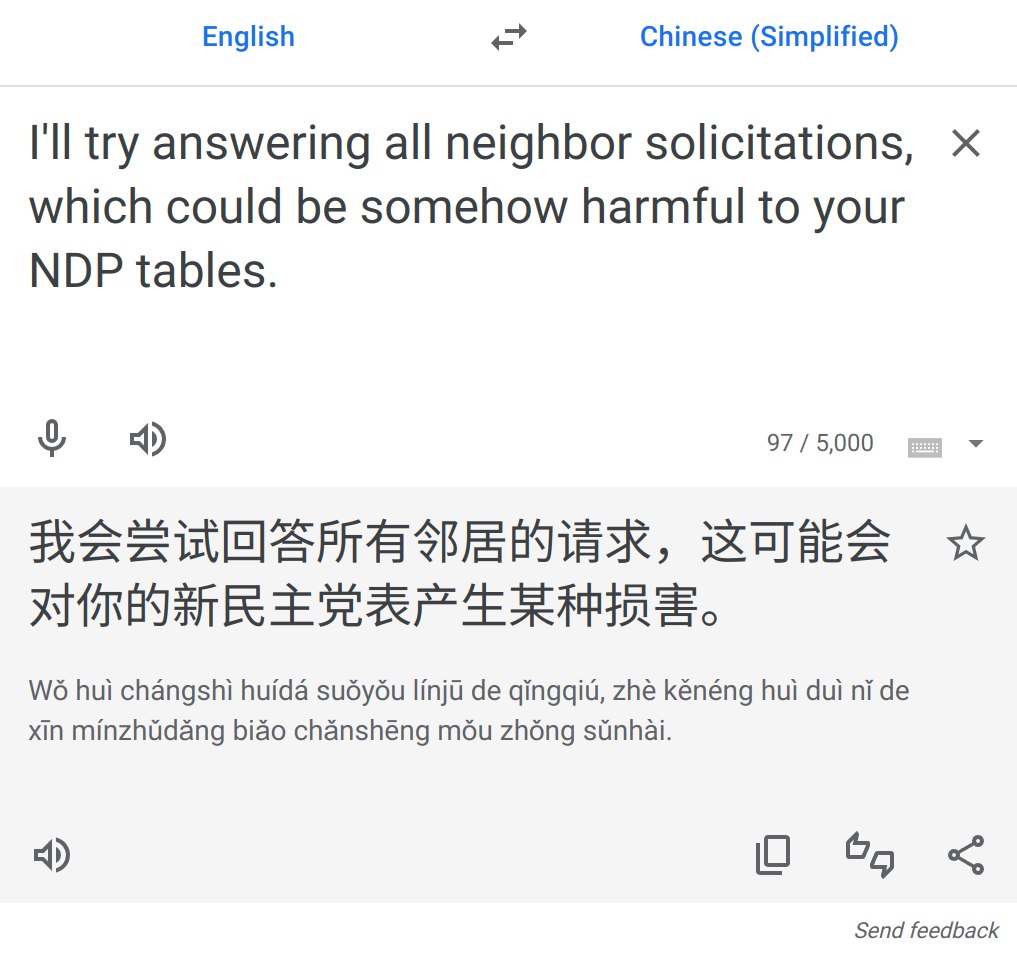 English
Chinese (Simplified)
I'll try answering all neighbor solicitations,
which could be somehow harmful to your
NDP tables.
97 / 5,000
我会尝试回答所有邻居的请求，这可能会
对你的新民主党表产生某种损害。
Wǒ huì chángshì huídá suǒyǒu línjū de qǐngqiú, zhè kěnéng huì duì nǐ de
xīn mínzhǔdǎng biǎo chǎnshēng mǒu zhǒng sǔnhài.
Send feedback